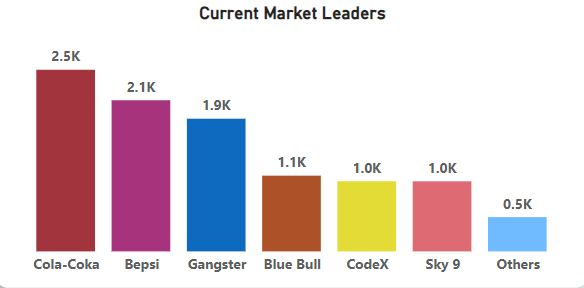 Current Market Leaders
2.5K
2.1K
1.9K
1.1K
1.0K
1.0K
0.5K
Cola-Coka Bepsi Gangster Blue Bull CodeX Sky 9 Others